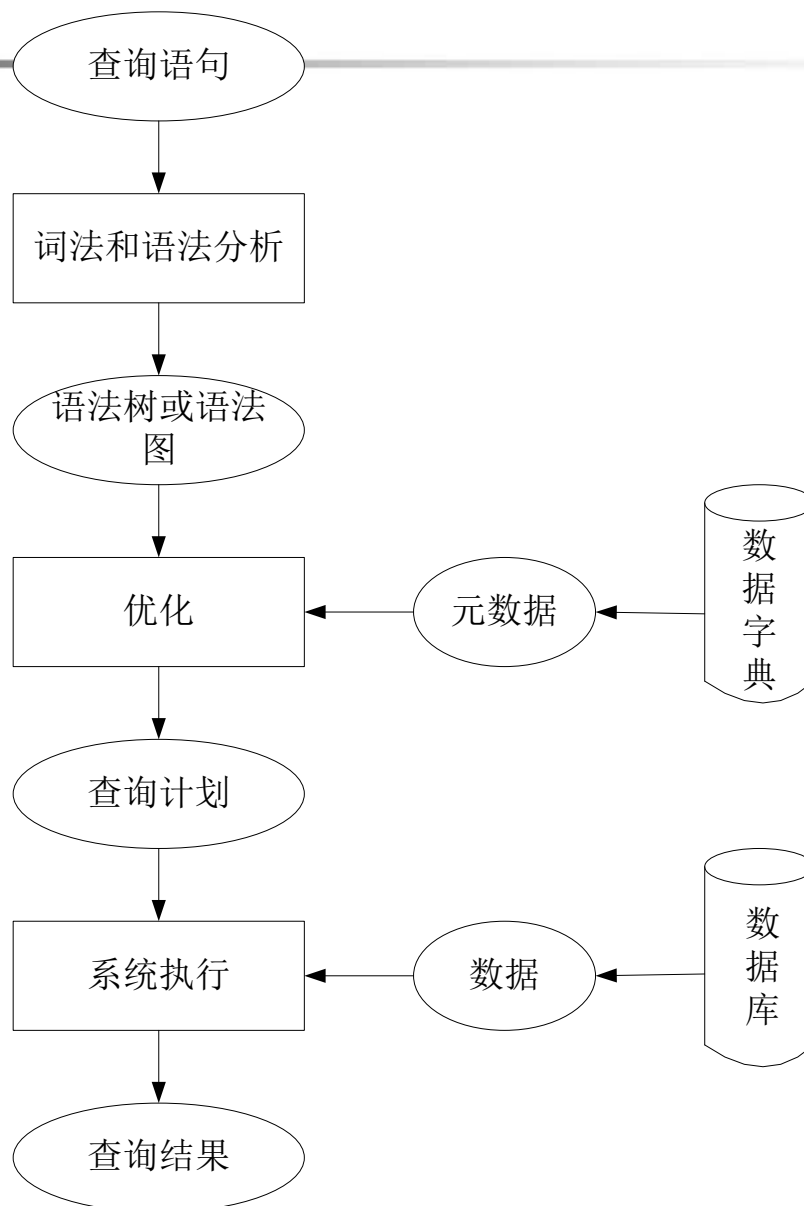 查询语句
词法和语法分析
语法树或语法
图
优化
元数据
数据字典
查询计划
系统执行
数据
数据库
查询结果